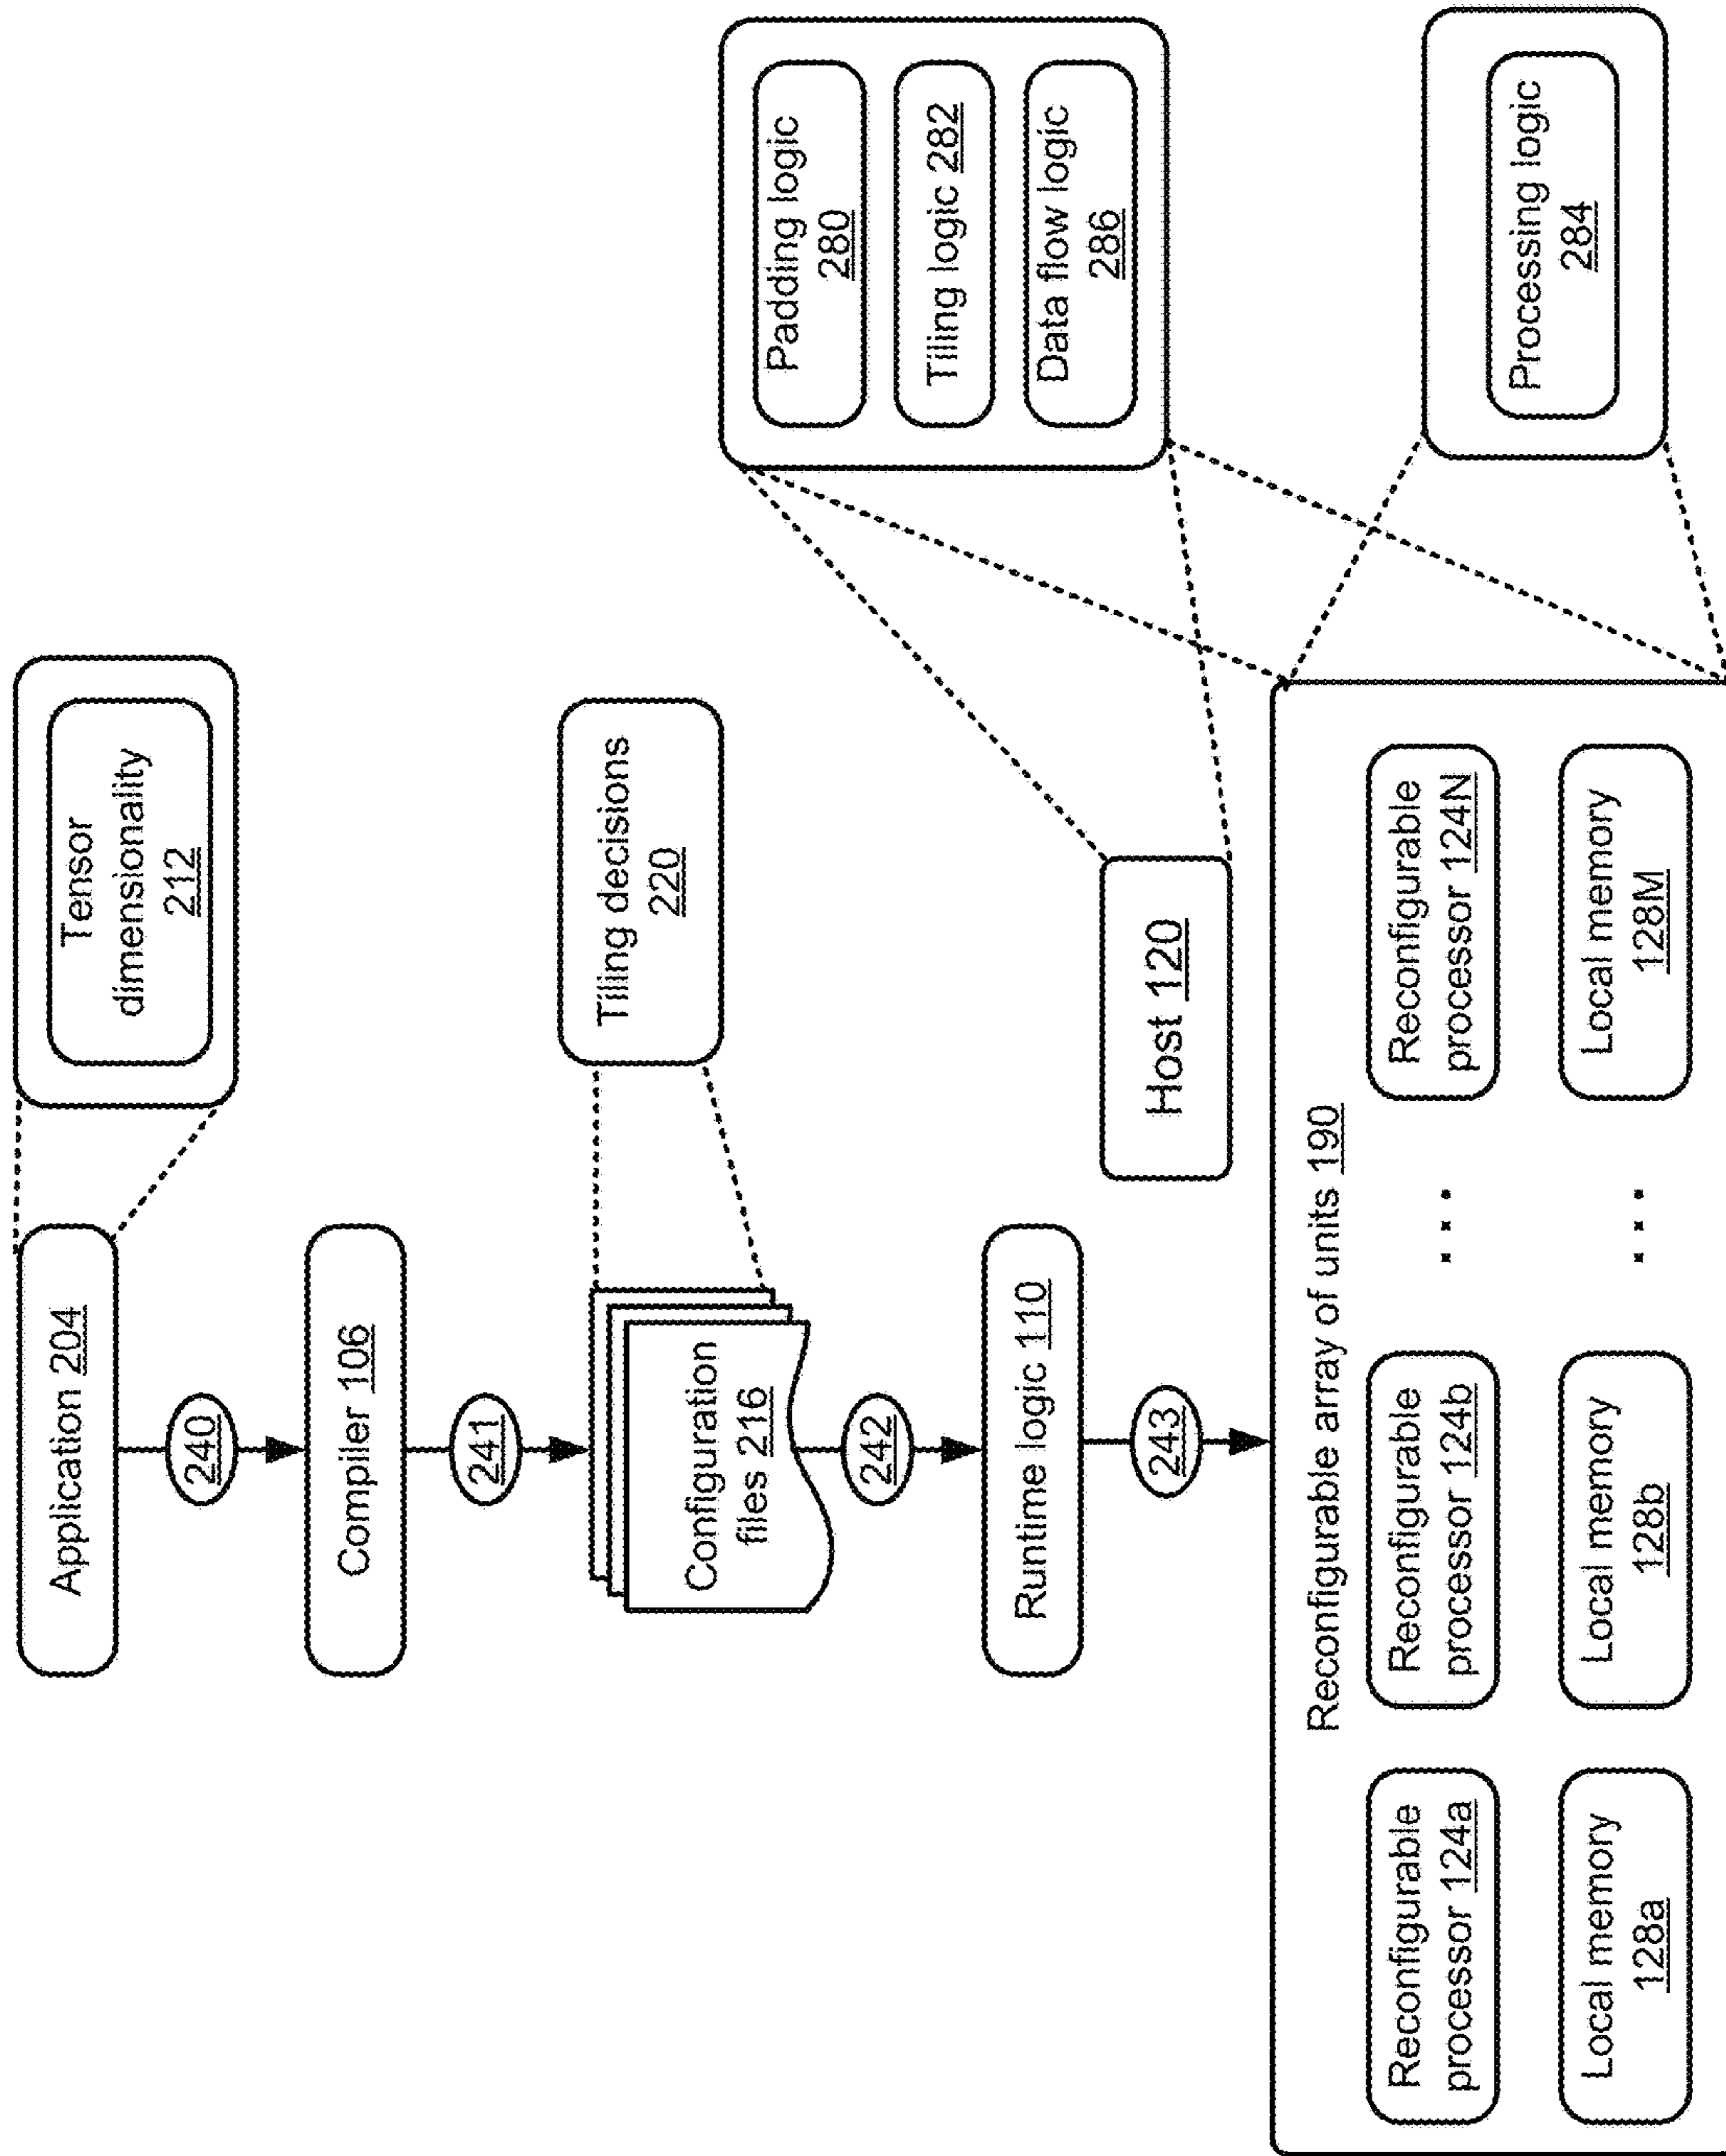 Application 204
Tensor
dimensionality
212
240
Compiler 106
241
Configuration
files 216
Tiling decisions
220
242
Runtime logic 110
243
Host 120
Padding logic
280
Tiling logic 282
Data flow logic
286
Reconfigurable array of units 190
Reconfigurable
processor 124a
Reconfigurable
processor 124b
. . .
Reconfigurable
processor 124N
Local memory
128a
Local memory
128b
. . .
Local memory
128M
Processing logic
284